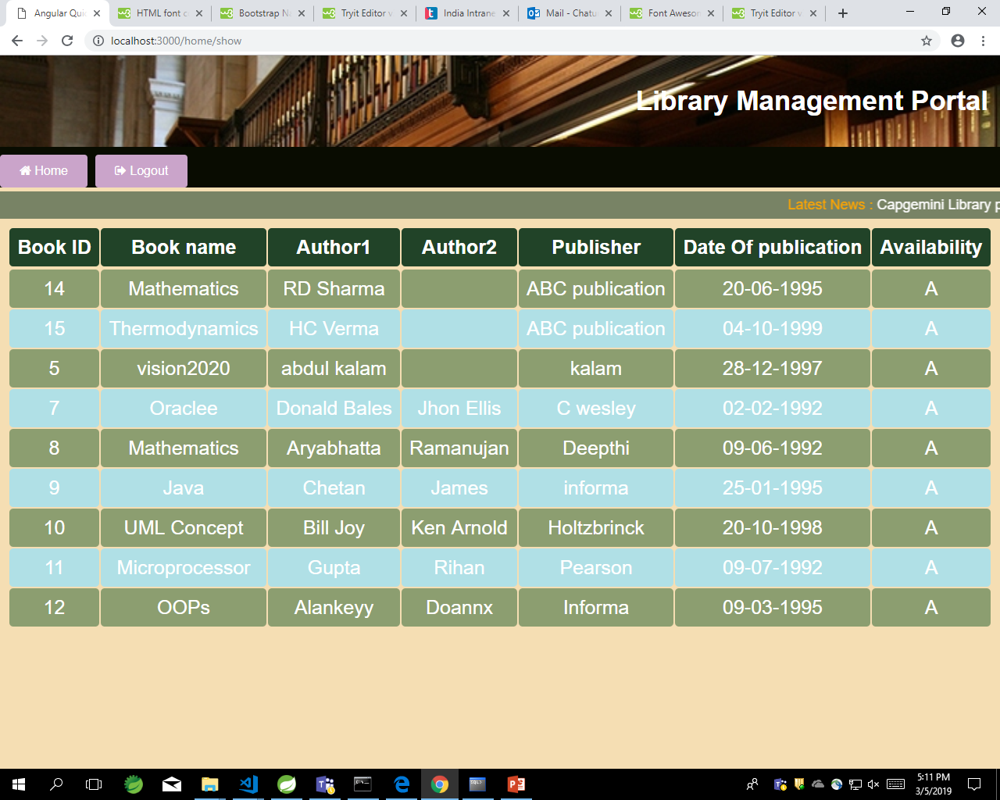 Angular Qui
HTML font c
Bootstrap Na
Tryit Editor v
India Intrane
Mail - Chatu
Font Awesom
Tryit Editor v
localhost:3000/home/show
Library Management Portal
Home Logout
Latest News : Capgemini Library p
Book ID Book name Author1 Author2 Publisher Date Of publication Availability
14 Mathematics RD Sharma ABC publication 20-06-1995 A
15 Thermodynamics HC Verma ABC publication 04-10-1999 A
5 vision2020 abdul kalam kalam 28-12-1997 A
7 Oraclee Donald Bales Jhon Ellis C wesley 02-02-1992 A
8 Mathematics Aryabhatta Ramanujan Deepthi 09-06-1992 A
9 Java Chetan James informa 25-01-1995 A
10 UML Concept Bill Joy Ken Arnold Holtzbrinck 20-10-1998 A
11 Microprocessor Gupta Rihan Pearson 09-07-1992 A
12 OOPs Alankeyy Doannx Informa 09-03-1995 A
5:11 PM
3/5/2019